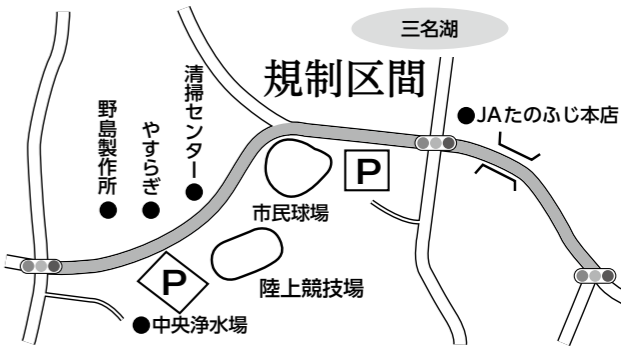 三名湖
規制区間
清掃センター
やすらぎ
野島製作所
JAたのふじ本店
P
市民球場
P
陸上競技場
中央浄水場